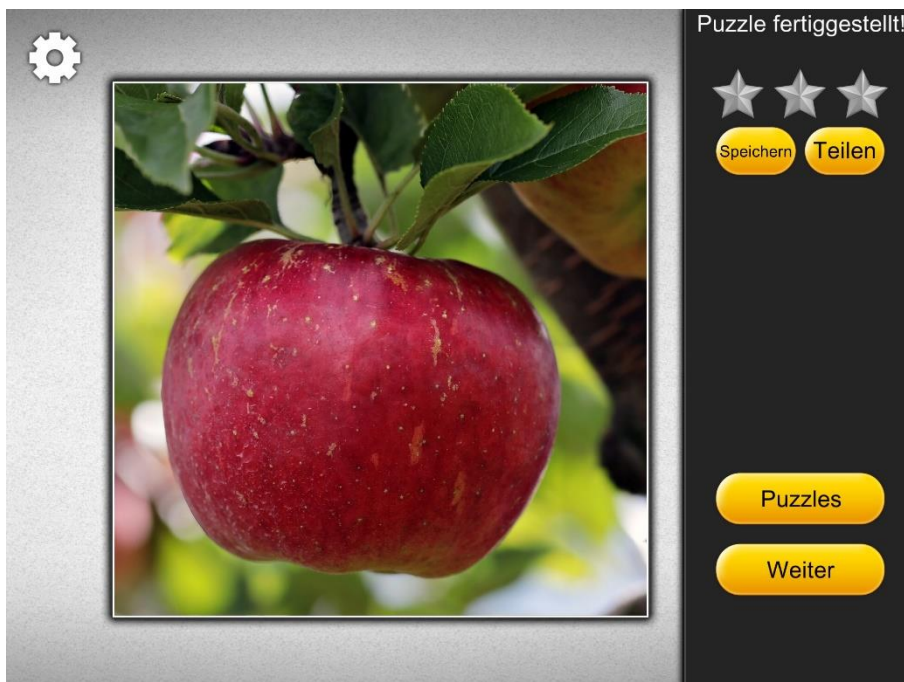 Puzzle fertiggestellt!
Speichern
Teilen
Puzzles
Weiter